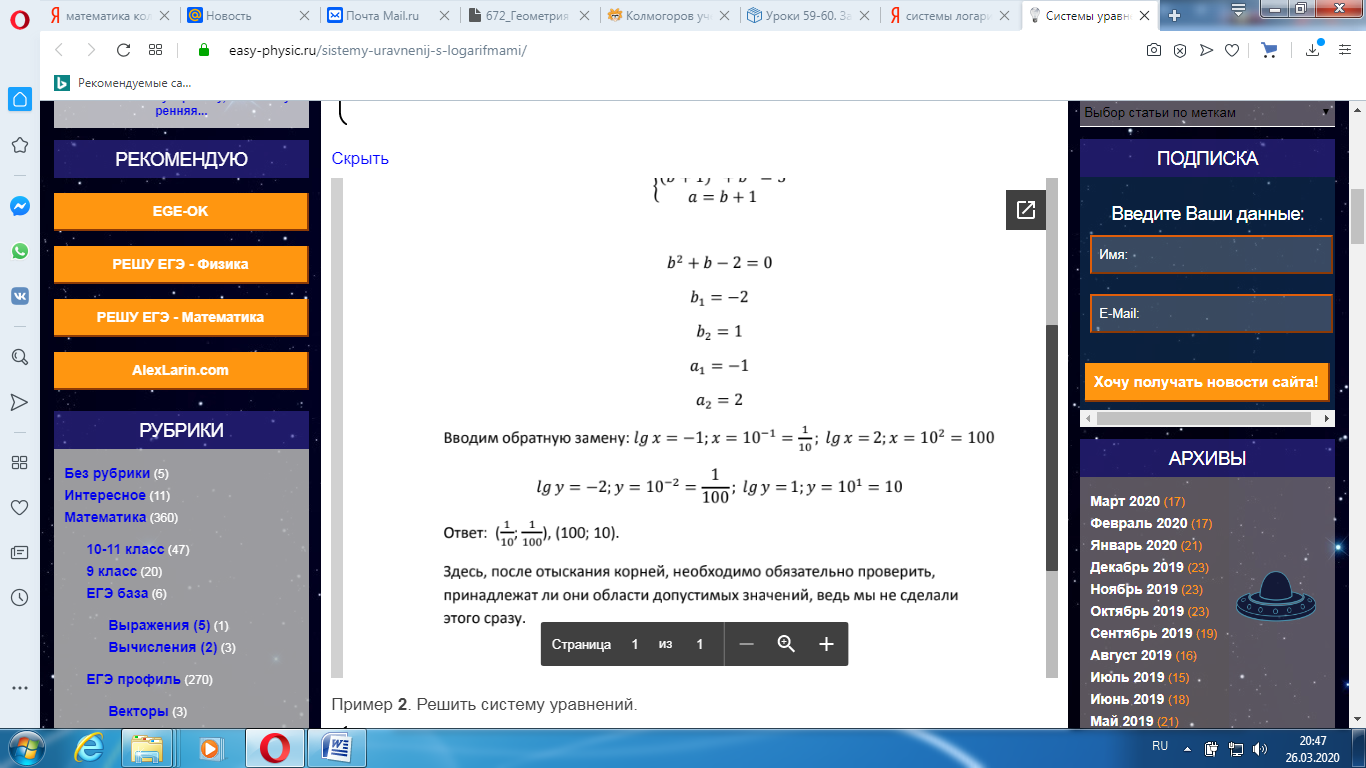 математика кол
Новость
Почта Mail.ru
672_Геометрия
Колмогоров уче
Уроки 59-60. За
системы логари
Системы уравне
easy-physic.ru/sistemy-uravnenij-s-logarifmami/
Рекомендуемые са...
ренняя...
РЕКОМЕНДУЮ
EGE-OK
РЕШУ ЕГЭ - Физика
РЕШУ ЕГЭ - Математика
AlexLarin.com
РУБРИКИ
Без рубрики (5)
Интересное (11)
Математика (360)
10-11 класс (47)
9 класс (20)
ЕГЭ база (6)
Выражения (5) (1)
Вычисления (2) (3)
ЕГЭ профиль (270)
Векторы (3)
Скрыть
a = b + 1
b² + b − 2 = 0
b₁ = −2
b₂ = 1
a₁ = −1
a₂ = 2
Вводим обратную замену: lg x = −1; x = 10⁻¹ = 1/10; lg x = 2; x = 10² = 100
lg y = −2; y = 10⁻² = 1/100; lg y = 1; y = 10¹ = 10
Ответ: (1/10; 1/100), (100; 10).
Здесь, после отыскания корней, необходимо обязательно проверить,
принадлежат ли они области допустимых значений, ведь мы не сделали
этого сразу.
Страница 1 из 1
Пример 2. Решить систему уравнений.
Выбор статьи по меткам
ПОДПИСКА
Введите Ваши данные:
Имя:
E-Mail:
Хочу получать новости сайта!
АРХИВЫ
Март 2020 (17)
Февраль 2020 (17)
Январь 2020 (21)
Декабрь 2019 (23)
Ноябрь 2019 (23)
Октябрь 2019 (23)
Сентябрь 2019 (19)
Август 2019 (16)
Июль 2019 (15)
Июнь 2019 (18)
Май 2019 (21)
RU
20:47
26.03.2020